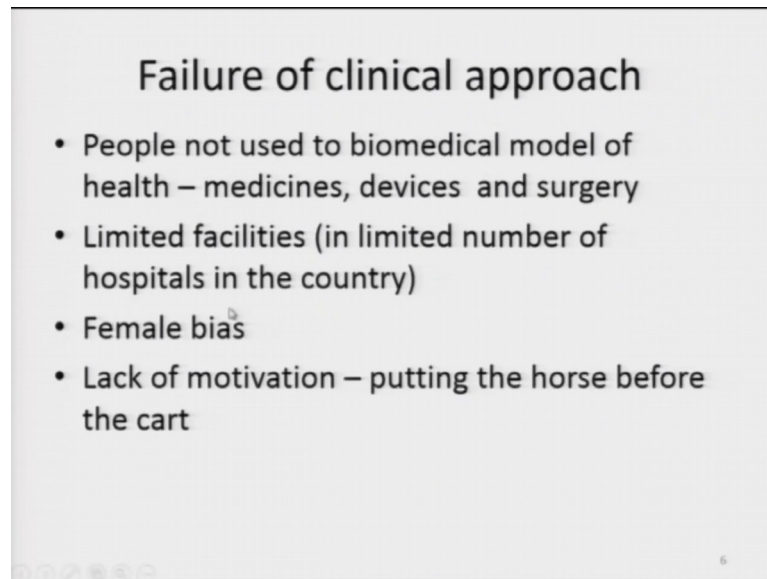 Failure of clinical approach
• People not used to biomedical model of
health – medicines, devices and surgery
• Limited facilities (in limited number of
hospitals in the country)
• Female bias
• Lack of motivation – putting the horse before
the cart
6